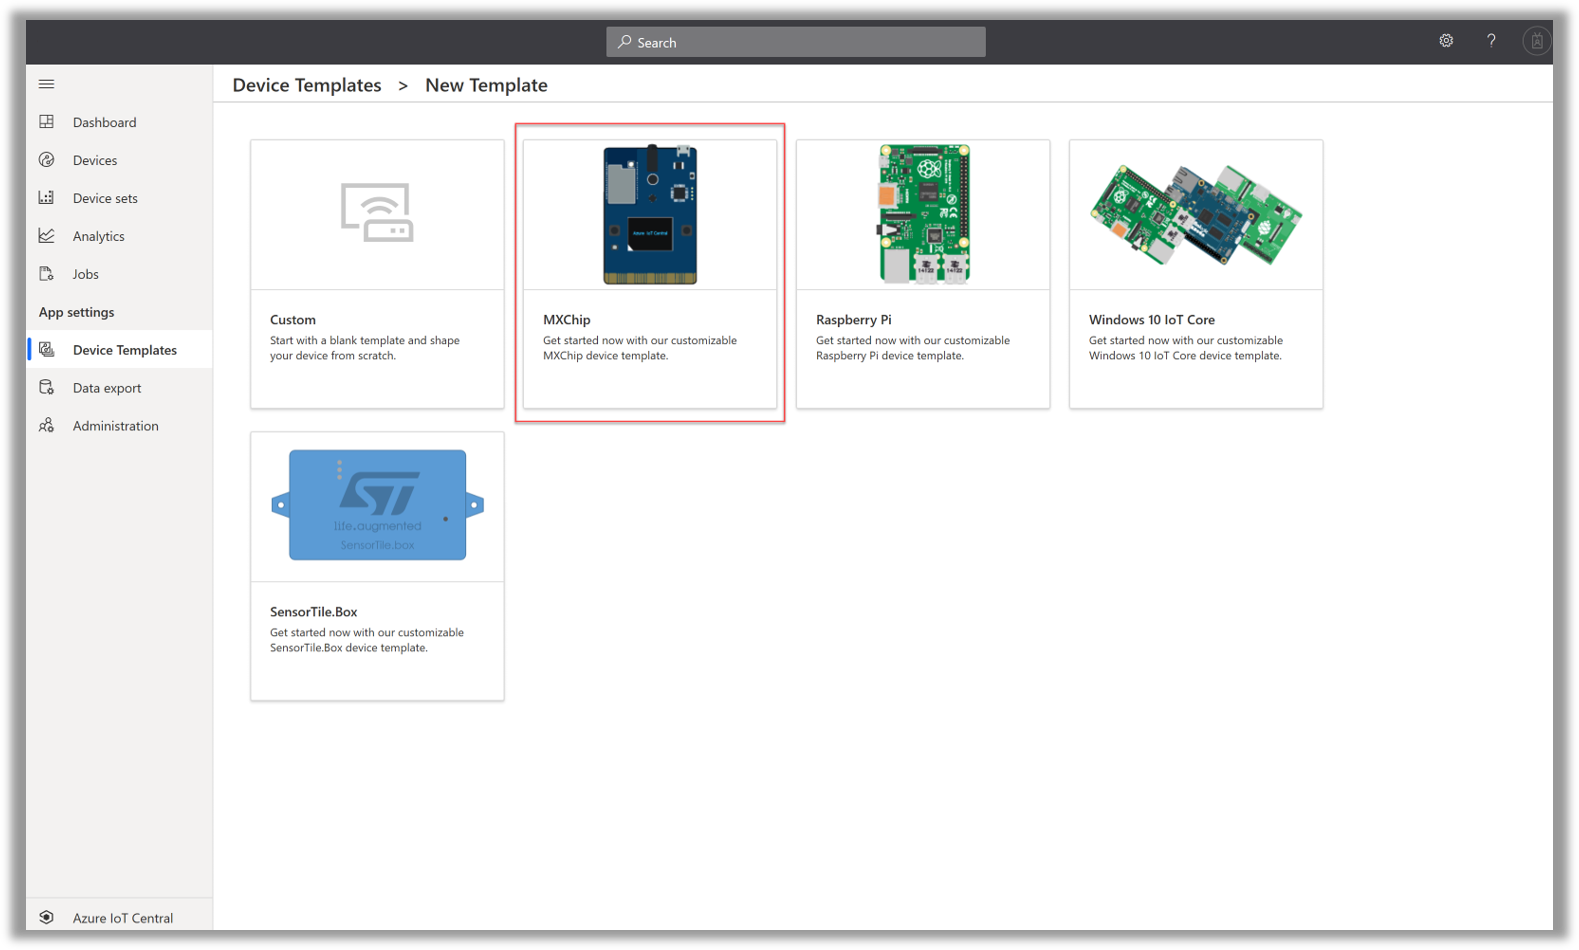 Search
?
Device Templates > New Template
Dashboard
Devices
Device sets
Analytics
Jobs
App settings
Device Templates
Data export
Administration
Azure IoT Central
Azure IoT Central
Custom
Start with a blank template and shape
your device from scratch.
MXChip
Get started now with our customizable
MXChip device template.
Raspberry Pi
Get started now with our customizable
Raspberry Pi device template.
Windows 10 IoT Core
Get started now with our customizable
Windows 10 IoT Core device template.
ST
life.augmented
SensorTile.box
SensorTile.Box
Get started now with our customizable
SensorTile.Box device template.